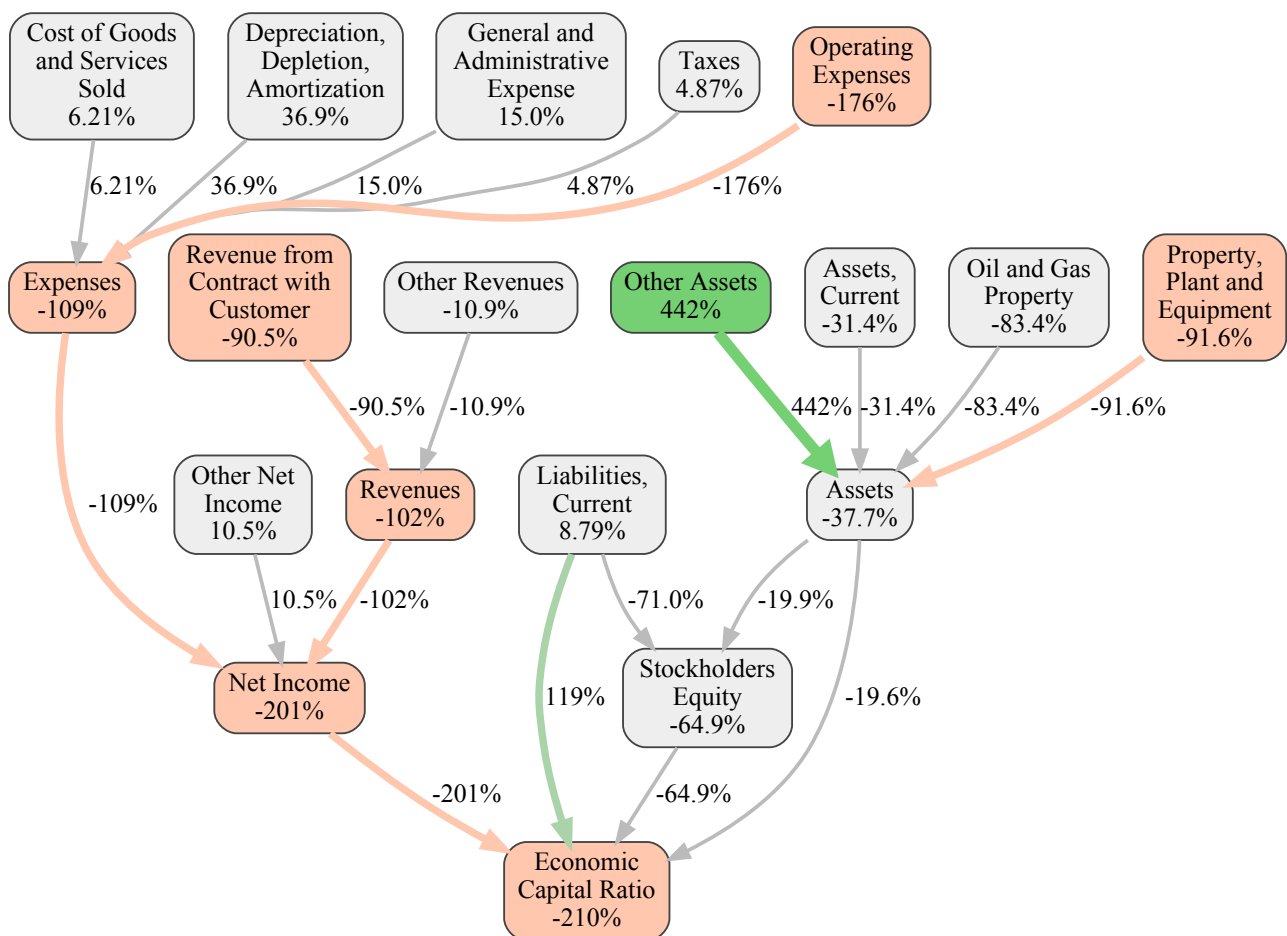 Cost of Goods
and Services
Sold
6.21%
Depreciation,
Depletion,
Amortization
36.9%
General and
Administrative
Expense
15.0%
Taxes
4.87%
Operating
Expenses
-176%
6.21%
36.9%
15.0%
4.87%
-176%
Expenses
-109%
Revenue from
Contract with
Customer
-90.5%
Other Revenues
-10.9%
Other Assets
442%
Assets,
Current
-31.4%
Oil and Gas
Property
-83.4%
Property,
Plant and
Equipment
-91.6%
-90.5%
-10.9%
442%
-31.4%
-83.4%
-91.6%
-109%
Other Net
Income
10.5%
Revenues
-102%
Liabilities,
Current
8.79%
Assets
-37.7%
10.5%
-102%
-71.0%
-19.9%
Net Income
-201%
119%
Stockholders
Equity
-64.9%
-19.6%
-201%
-64.9%
Economic
Capital Ratio
-210%